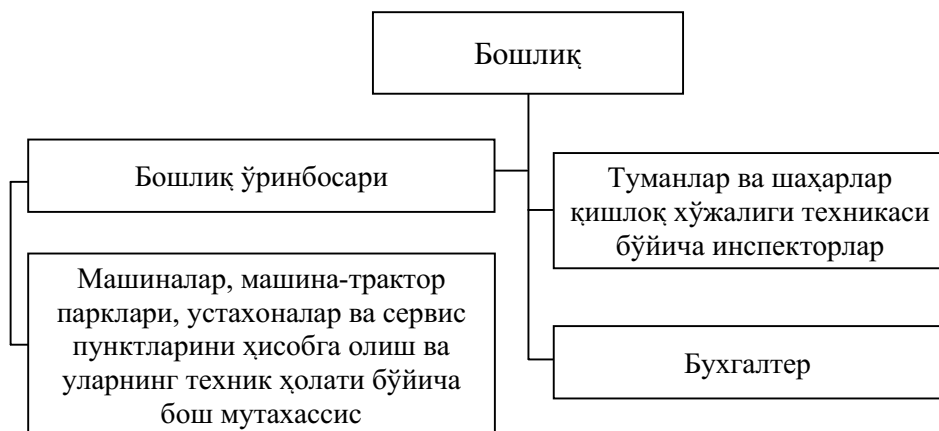 Бошлиқ
Бошлиқ ўринбосари
Туманлар ва шаҳарлар
қишлоқ хўжалиги техникаси
бўйича инспекторлар
Машиналар, машина-трактор
парклари, устахоналар ва сервис
пунктларини ҳисобга олиш ва
уларнинг техник ҳолати бўйича
бош мутахассис
Бухгалтер